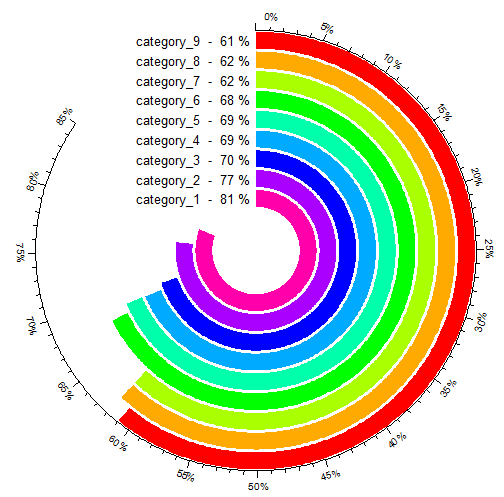 0%
5%
10%
15%
20%
25%
30%
35%
40%
45%
50%
55%
60%
65%
70%
75%
80%
85%
category_9 - 61 %
category_8 - 62 %
category_7 - 62 %
category_6 - 68 %
category_5 - 69 %
category_4 - 69 %
category_3 - 70 %
category_2 - 77 %
category_1 - 81 %